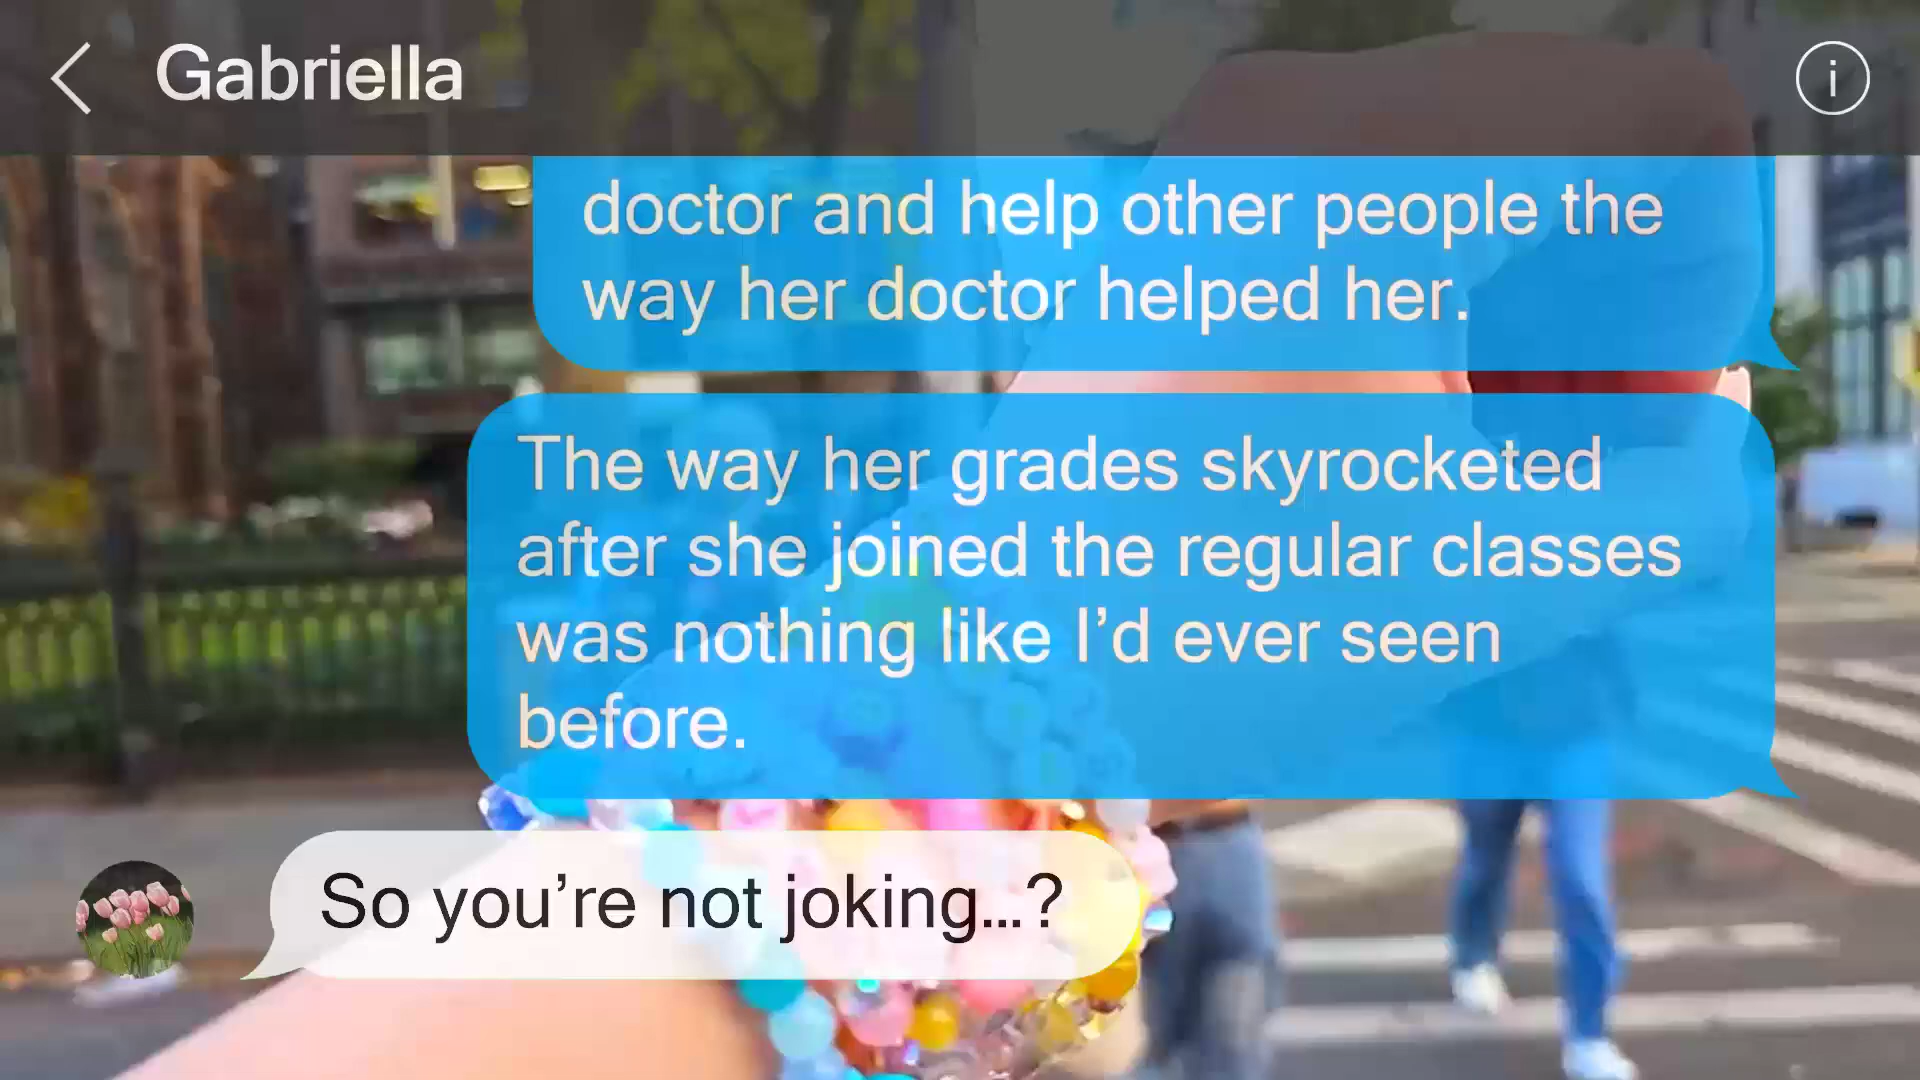 Gabriella
doctor and help other people the
way her doctor helped her.
The way her grades skyrocketed
after she joined the regular classes
was nothing like I’d ever seen
before.
So you’re not joking...?